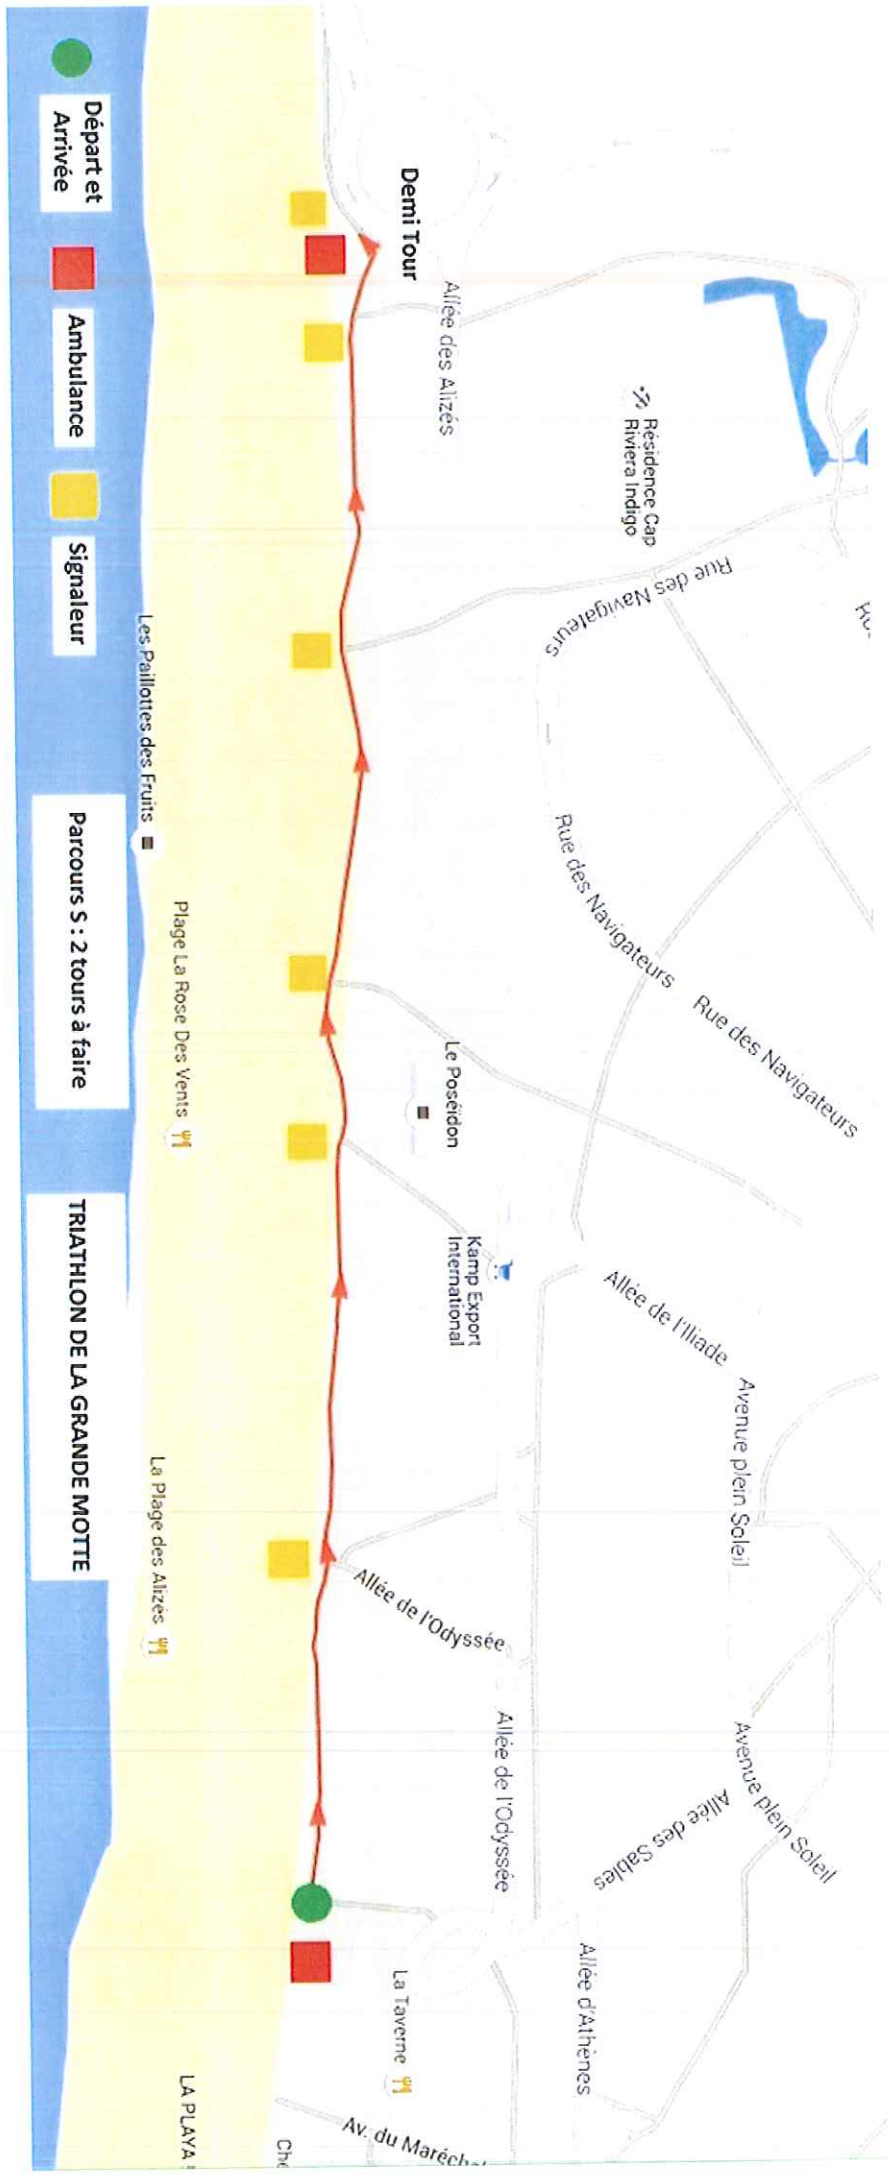 Demi Tour
Allée des Alizés
Résidence Cap
Riviera Indigo
Rue des Navigateurs
Rue des Navigateurs
Rue des Navigateurs
Le Poséidon
Kamp Export
International
Allée de l'Iliade
Avenue plein Soleil
Avenue plein Soleil
Allée de l'Odyssée
Allée de l'Odyssée
Allée des Sables
Allée d'Athènes
La Taverne
Av. du Maréchal
Che
LA PLAYA
Les Paillottes des Fruits
Plage La Rose Des Vents
La Plage des Alizés
Départ et
Arrivée
Ambulance
Signaleur
Parcours S : 2 tours à faire
TRIATHLON DE LA GRANDE MOTTE